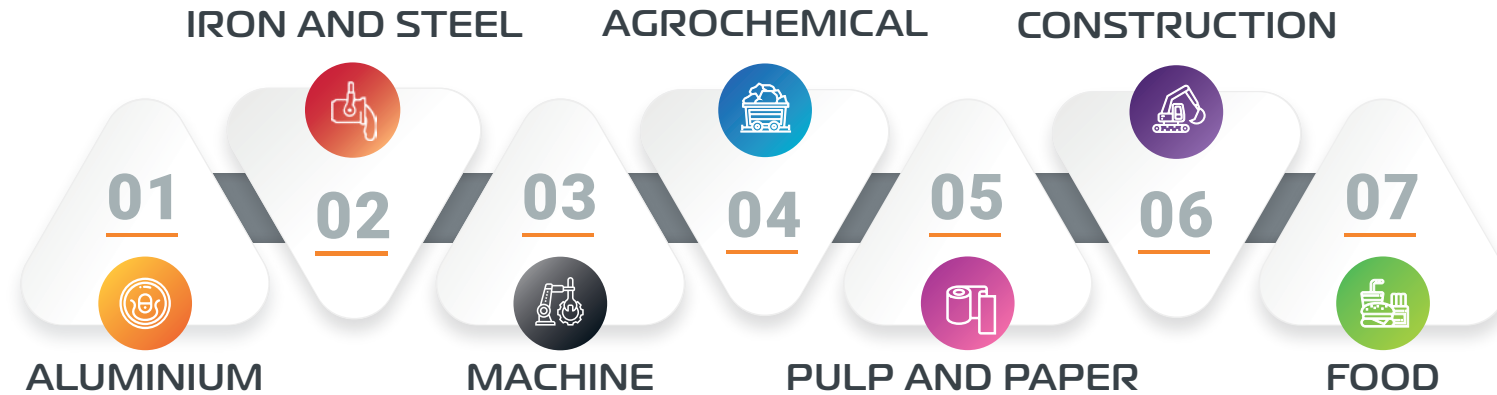 IRON AND STEEL
AGROCHEMICAL
CONSTRUCTION
01
02
03
04
05
06
07
ALUMINIUM
MACHINE
PULP AND PAPER
FOOD